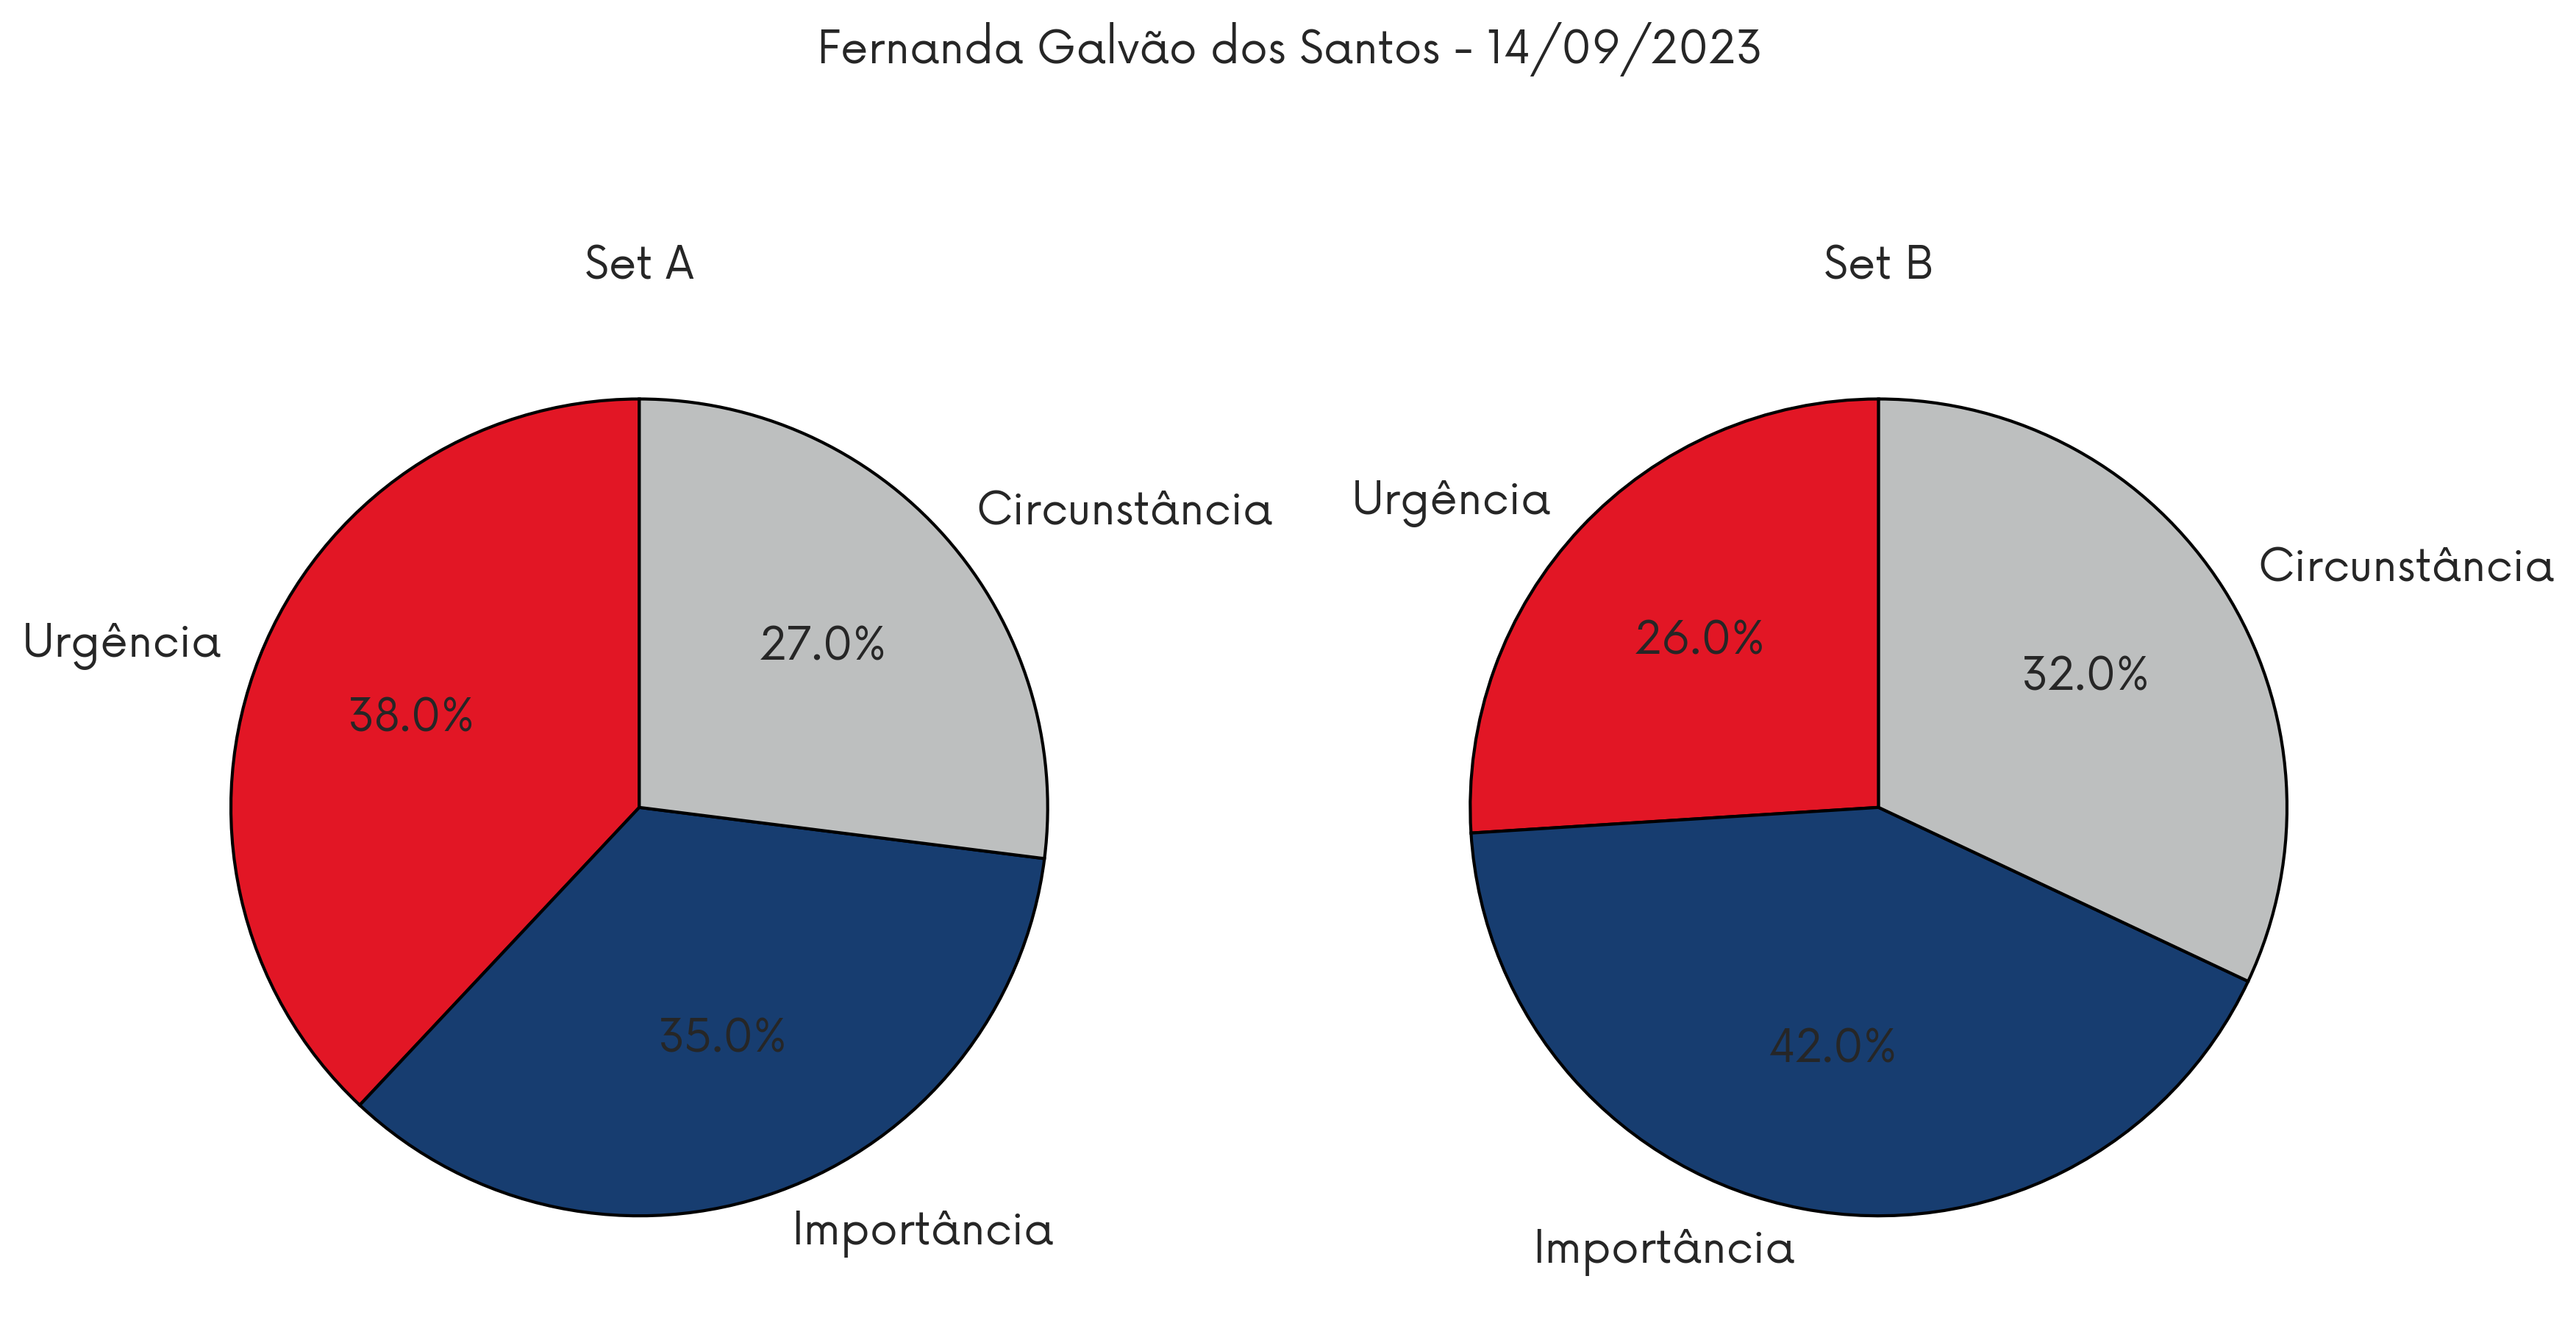 Fernanda Galvão dos Santos - 14/09/2023
Set A
Urgência
38.0%
Circunstância
27.0%
35.0%
Importância
Set B
Urgência
26.0%
Circunstância
32.0%
42.0%
Importância